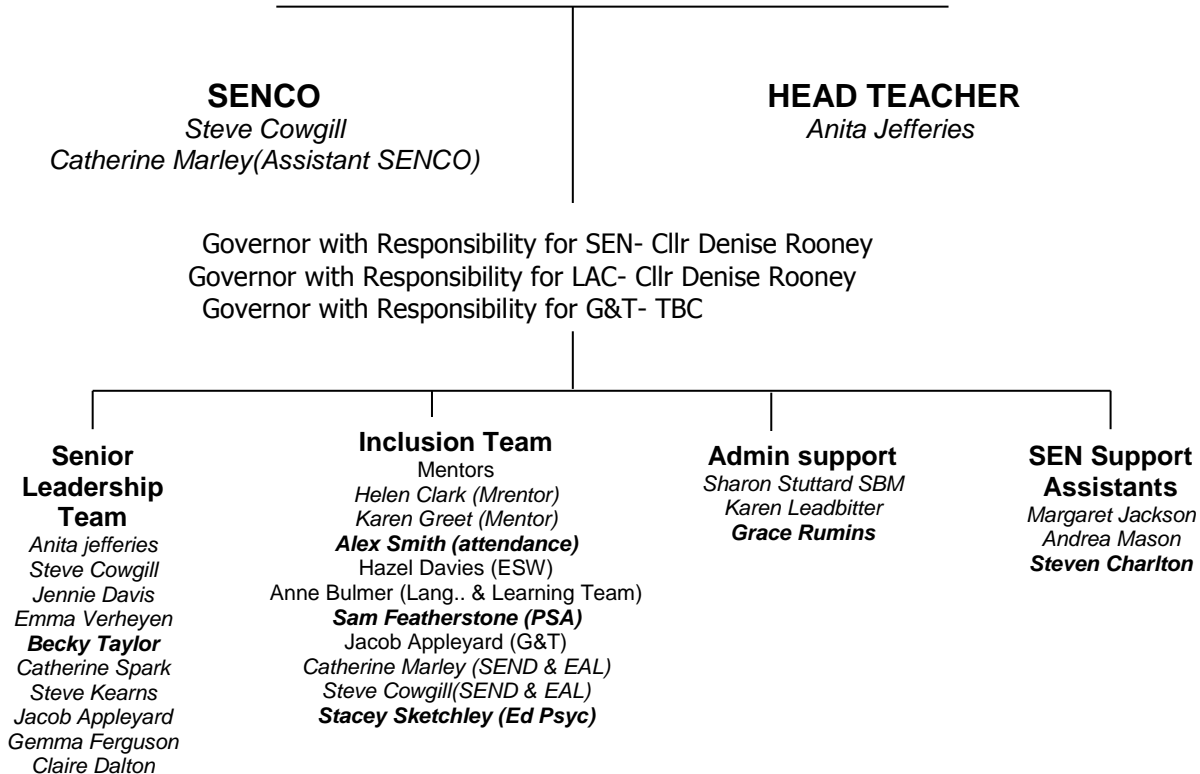 SENCO
Steve Cowgill
Catherine Marley(Assistant SENCO)
HEAD TEACHER
Anita Jefferies
Governor with Responsibility for SEN- Cllr Denise Rooney
Governor with Responsibility for LAC- Cllr Denise Rooney
Governor with Responsibility for G&T- TBC
Senior
Leadership
Team
Anita jefferies
Steve Cowgill
Jennie Davis
Emma Verheyen
Becky Taylor
Catherine Spark
Steve Kearns
Jacob Appleyard
Gemma Ferguson
Claire Dalton
Inclusion Team
Mentors
Helen Clark (Mrentor)
Karen Greet (Mentor)
Alex Smith (attendance)
Hazel Davies (ESW)
Anne Bulmer (Lang.. & Learning Team)
Sam Featherstone (PSA)
Jacob Appleyard (G&T)
Catherine Marley (SEND & EAL)
Steve Cowgill(SEND & EAL)
Stacey Sketchley (Ed Psyc)
Admin support
Sharon Stuttard SBM
Karen Leadbitter
Grace Rumins
SEN Support
Assistants
Margaret Jackson
Andrea Mason
Steven Charlton